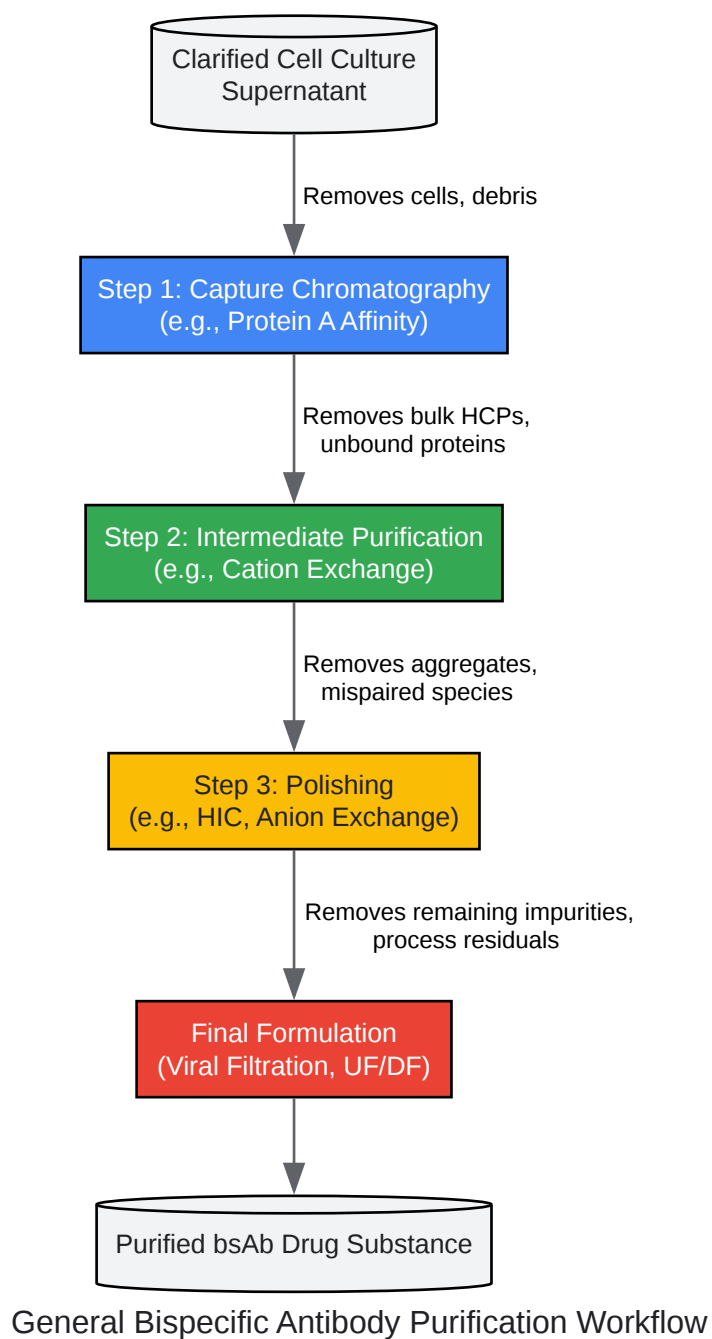 Clarified Cell Culture
Supernatant
Removes cells, debris
Step 1: Capture Chromatography
(e.g., Protein A Affinity)
Removes bulk HCPs,
unbound proteins
Step 2: Intermediate Purification
(e.g., Cation Exchange)
Removes aggregates,
mispaired species
Step 3: Polishing
(e.g., HIC, Anion Exchange)
Removes remaining impurities,
process residuals
Final Formulation
(Viral Filtration, UF/DF)
Purified bsAb Drug Substance
General Bispecific Antibody Purification Workflow